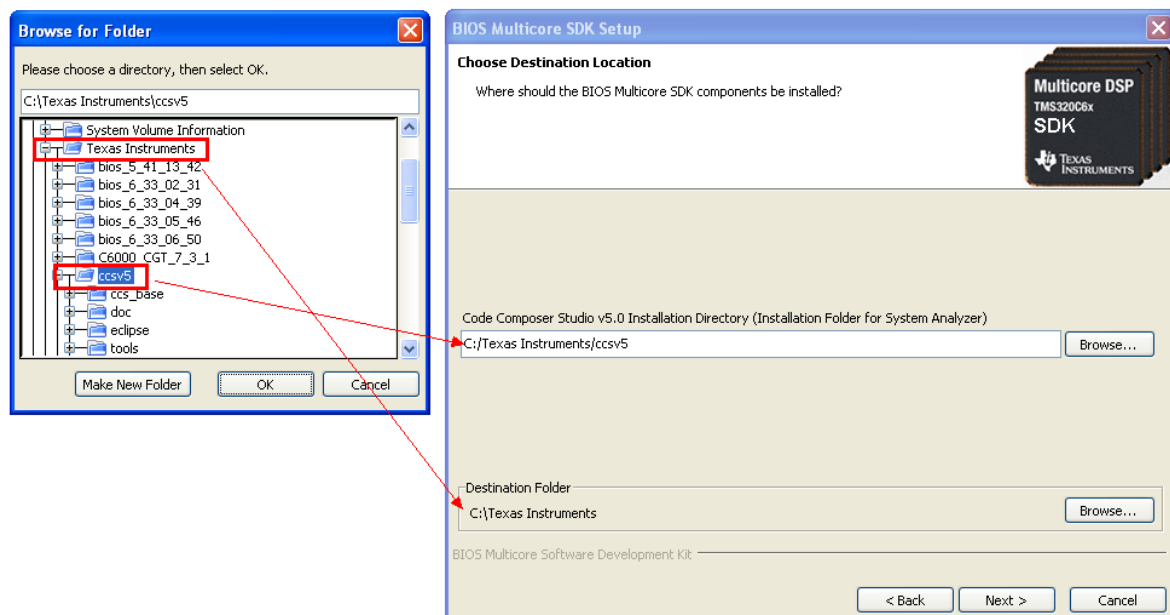 Browse for Folder
Please choose a directory, then select OK.
C:\Texas Instruments\ccsv5
System Volume Information
Texas Instruments
bios_5_41_13_42
bios_6_33_02_31
bios_6_33_04_39
bios_6_33_05_46
bios_6_33_06_50
C6000_CGT_7_3_1
ccsv5
ccs_base
doc
eclipse
tools
Make New Folder
OK
Cancel
BIOS Multicore SDK Setup
Choose Destination Location
Where should the BIOS Multicore SDK components be installed?
Multicore DSP
TMS320C6x
SDK
TEXAS
INSTRUMENTS
Code Composer Studio v5.0 Installation Directory (Installation Folder for System Analyzer)
C:/Texas Instruments/ccsv5
Browse...
Destination Folder
C:\Texas Instruments
Browse...
BIOS Multicore Software Development Kit
< Back
Next >
Cancel